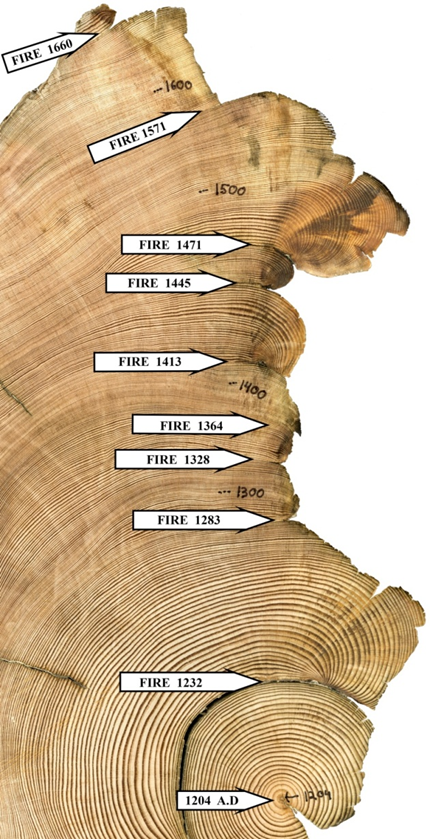 FIRE 1660
1600
FIRE 1571
1500
FIRE 1471
FIRE 1445
FIRE 1413
1400
FIRE 1364
FIRE 1328
1300
FIRE 1283
FIRE 1232
1204 A.D
1204